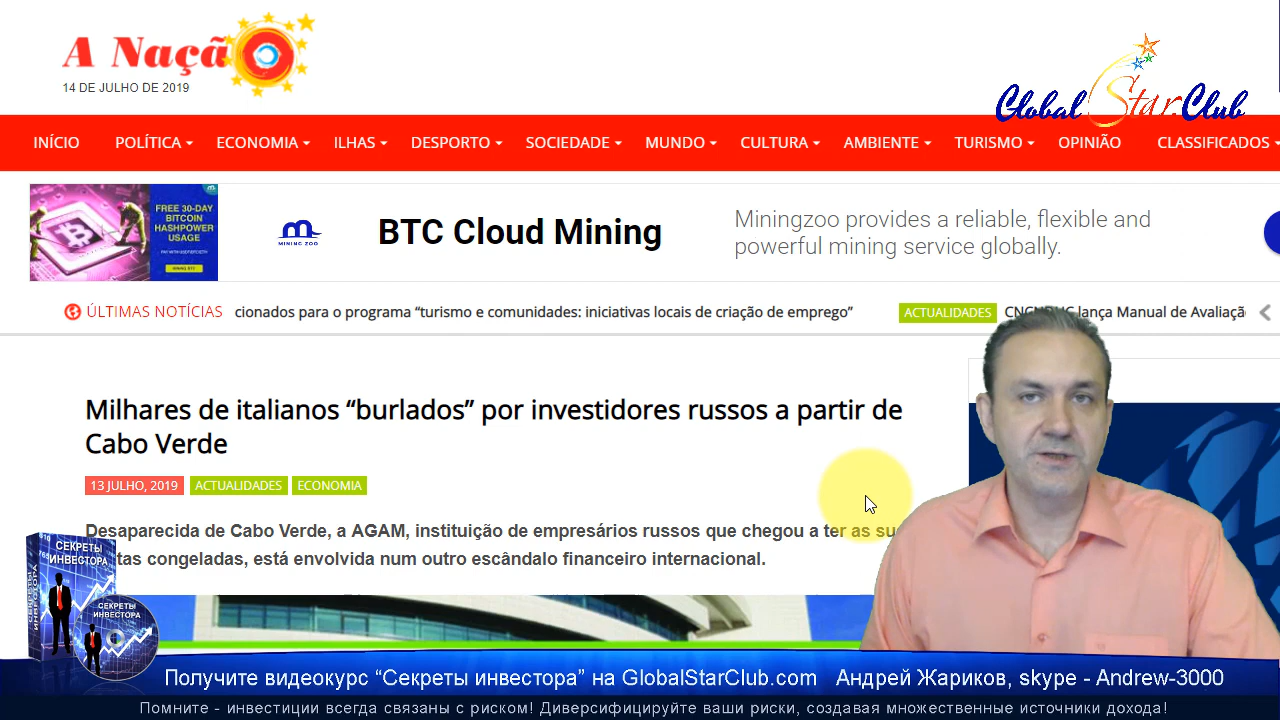 A Naçã
14 DE JULHO DE 2019
Global Star Club
INÍCIO POLÍTICA ECONOMIA ILHAS DESPORTO SOCIEDADE MUNDO CULTURA AMBIENTE TURISMO OPINIÃO CLASSIFICADOS
FREE 30-DAY
BITCOIN
HASHPOWER
USAGE
MINING ZOO
BTC Cloud Mining
Miningzoo provides a reliable, flexible and
powerful mining service globally.
ÚLTIMAS NOTÍCIAS cionados para o programa “turismo e comunidades: iniciativas locais de criação de emprego” ACTUALIDADES lança Manual de Avaliaçã
Milhares de italianos “burlados” por investidores russos a partir de
Cabo Verde
13 JULHO, 2019 ACTUALIDADES ECONOMIA
Desaparecida de Cabo Verde, a AGAM, instituição de empresários russos que chegou a ter as su
tas congeladas, está envolvida num outro escândalo financeiro internacional.
СЕКРЕТЫ
ИНВЕСТОРА
СЕКРЕТЫ ИНВЕСТОРА
СЕКРЕТЫ
ИНВЕСТОРА
Получите видеокурс “Секреты инвестора” на GlobalStarClub.com Андрей Жариков, skype - Andrew-3000
Помните - инвестиции всегда связаны с риском! Диверсифицируйте ваши риски, создавая множественные источники дохода!